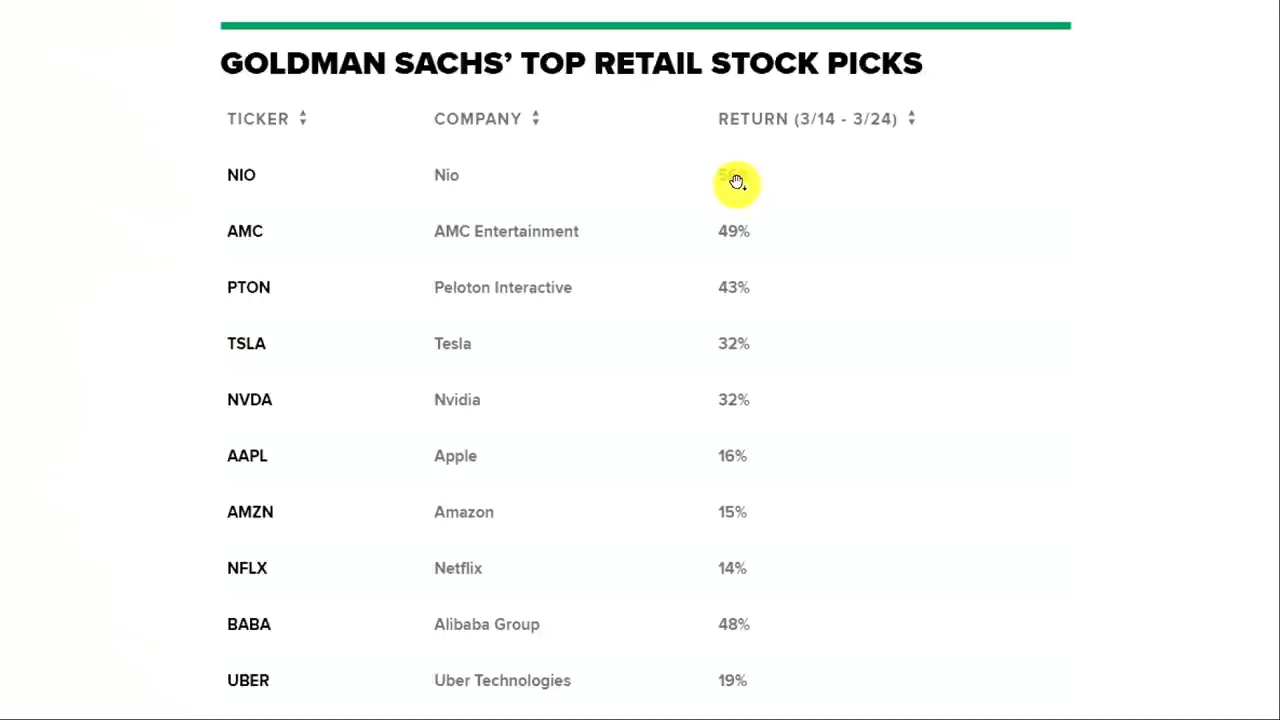 GOLDMAN SACHS’ TOP RETAIL STOCK PICKS
TICKER COMPANY RETURN (3/14 - 3/24)
NIO Nio
AMC AMC Entertainment 49%
PTON Peloton Interactive 43%
TSLA Tesla 32%
NVDA Nvidia 32%
AAPL Apple 16%
AMZN Amazon 15%
NFLX Netflix 14%
BABA Alibaba Group 48%
UBER Uber Technologies 19%